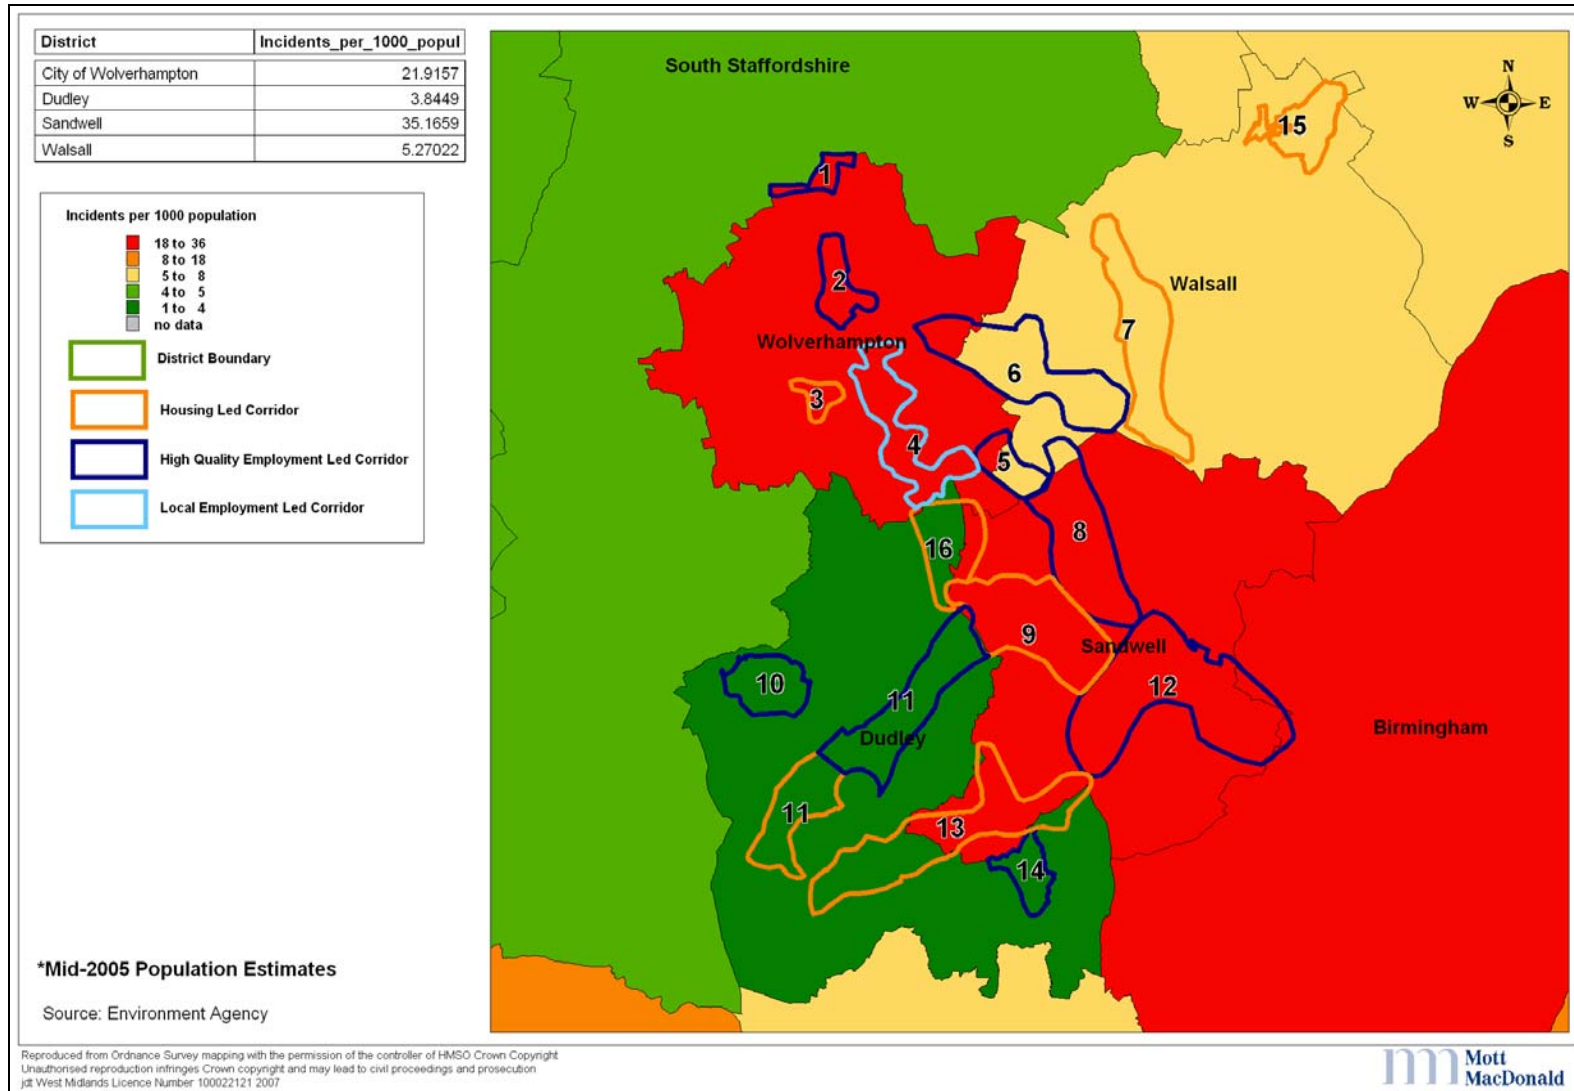 District Incidents_per_1000_popul
City of Wolverhampton 21.9157
Dudley 3.8449
Sandwell 35.1659
Walsall 5.27022
Incidents per 1000 population
18 to 36
8 to 18
5 to 8
4 to 5
1 to 4
no data
District Boundary
Housing Led Corridor
High Quality Employment Led Corridor
Local Employment Led Corridor
*Mid-2005 Population Estimates
Source: Environment Agency
South Staffordshire
N
W E
S
15
1
2
Walsall
7
Wolverhampton
6
3
4
5
8
16
9
Sandwell
10
12
11
Birmingham
Dudley
11
13
14
Reproduced from Ordnance Survey mapping with the permission of the controller of HMSO Crown Copyright
Unauthorised reproduction infringes Crown copyright and may lead to civil proceedings and prosecution
jdt West Midlands Licence Number 100022121 2007
Mott
MacDonald